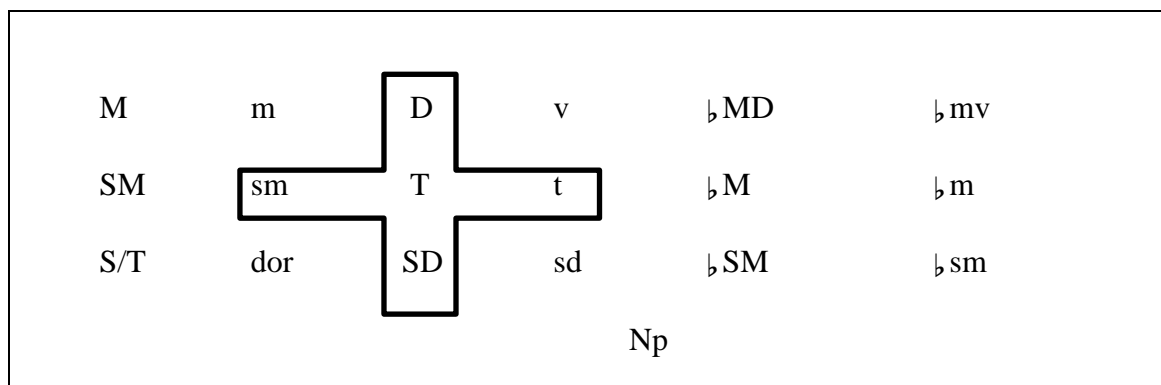 M m D v ♭MD ♭mv
SM sm T t ♭M ♭m
S/T dor SD sd ♭SM ♭sm
Np